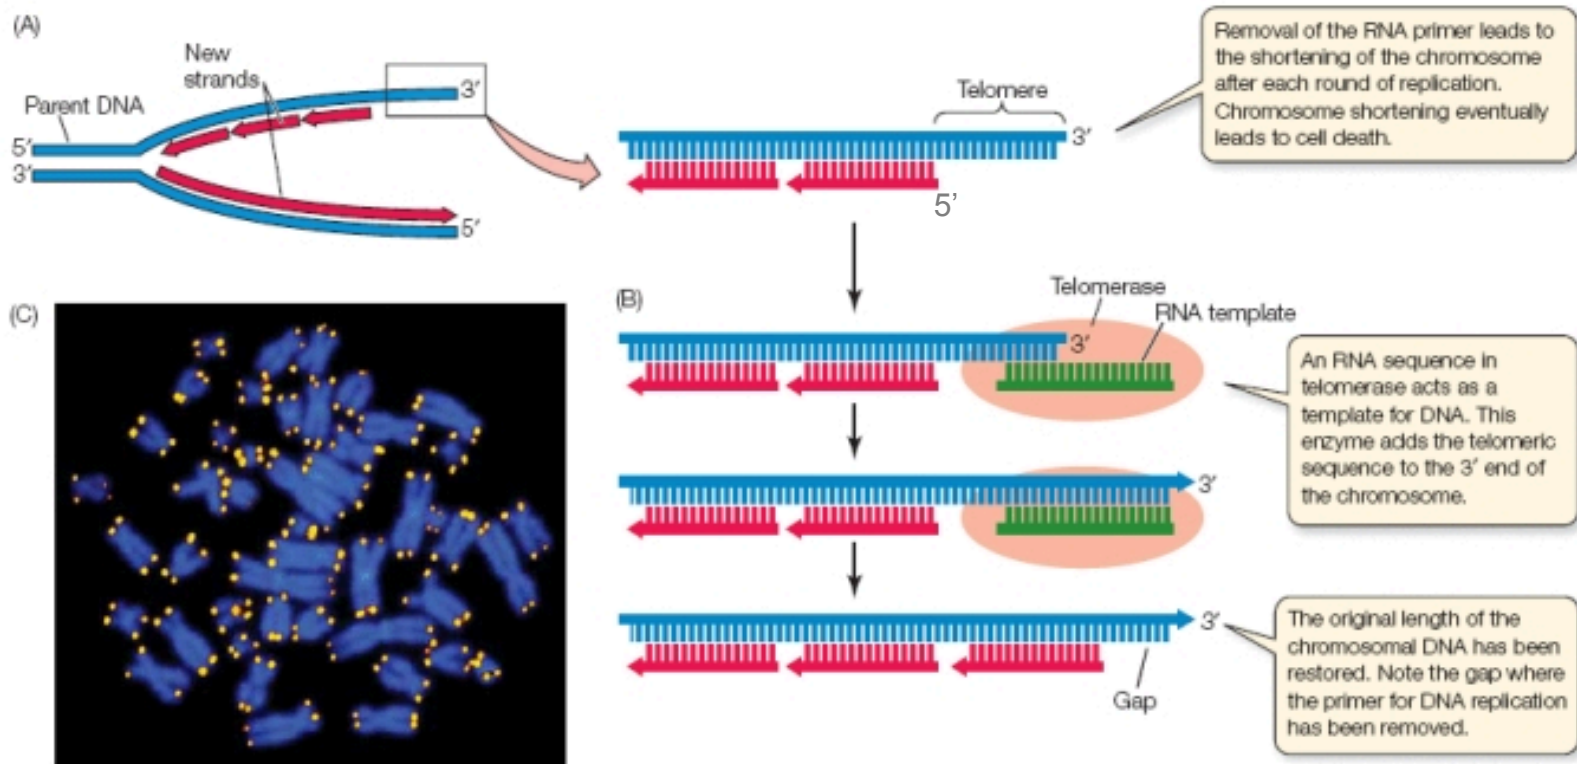 (A)
New
strands
Parent DNA
3′
5′
3′
5′
Telomere
3′
5’
Removal of the RNA primer leads to
the shortening of the chromosome
after each round of replication.
Chromosome shortening eventually
leads to cell death.
(B)
Telomerase
RNA template
3′
An RNA sequence in
telomerase acts as a
template for DNA. This
enzyme adds the telomeric
sequence to the 3′ end of
the chromosome.
3′
3′
Gap
The original length of the
chromosomal DNA has been
restored. Note the gap where
the primer for DNA replication
has been removed.
(C)